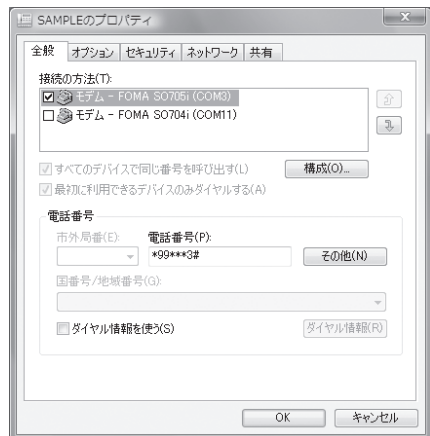 SAMPLEのプロパティ
全般 オプション セキュリティ ネットワーク 共有
接続の方法(T):
モデム - FOMA SO705i (COM3)
モデム - FOMA SO704i (COM11)
すべてのデバイスで同じ番号を呼び出す(L) 構成(O)...
最初に利用できるデバイスのみダイヤルする(A)
電話番号
市外局番(E): 電話番号(P):
*99***3# その他(N)
国番号/地域番号(G):
ダイヤル情報を使う(S) ダイヤル情報(R)
OK キャンセル